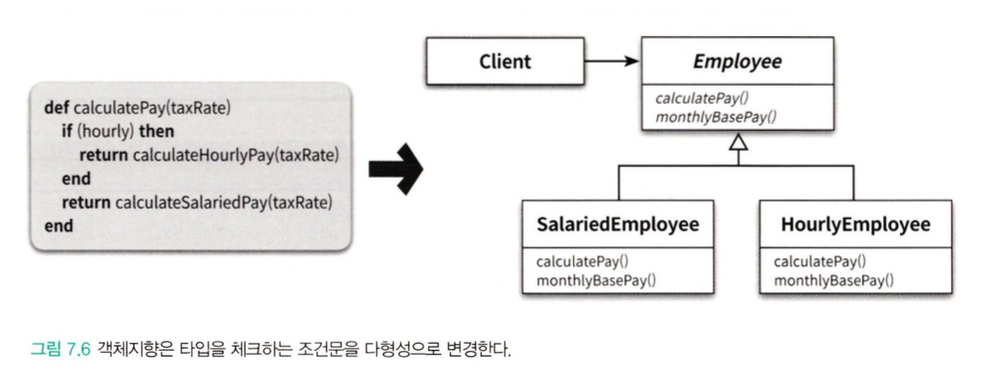 def calculatePay(taxRate)
if (hourly) then
return calculateHourlyPay(taxRate)
end
return calculateSalariedPay(taxRate)
end
Client
Employee
calculatePay()
monthlyBasePay()
SalariedEmployee
calculatePay()
monthlyBasePay()
HourlyEmployee
calculatePay()
monthlyBasePay()
그림 7.6 객체지향은 타입을 체크하는 조건문을 다형성으로 변경한다.